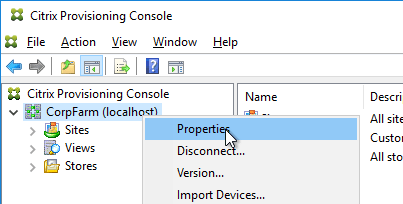 Citrix Provisioning Console
File Action View Window Help
Citrix Provisioning Console
CorpFarm (localhost)
Sites
Views
Stores
Name Descri
All site
Custo
All sto
Properties
Disconnect...
Version...
Import Devices...